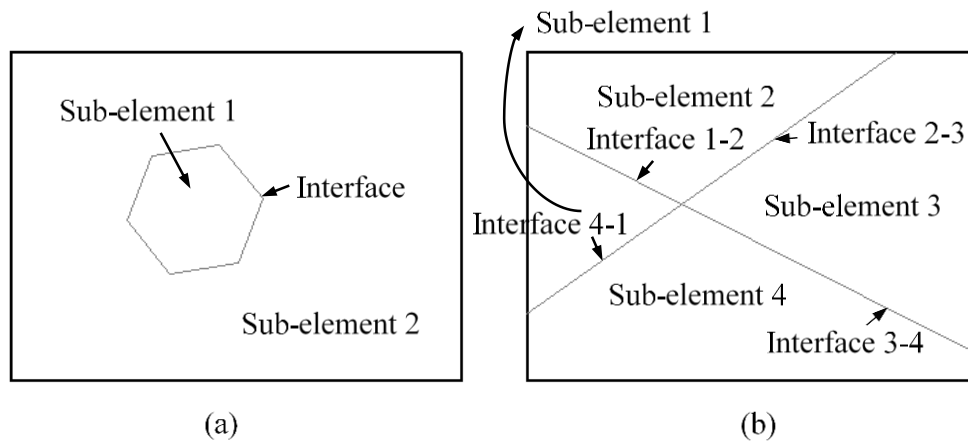 Sub-element 1
Interface
Sub-element 2
(a)
Sub-element 1
Sub-element 2
Interface 1-2
Interface 2-3
Sub-element 3
Interface 4-1
Sub-element 4
Interface 3-4
(b)